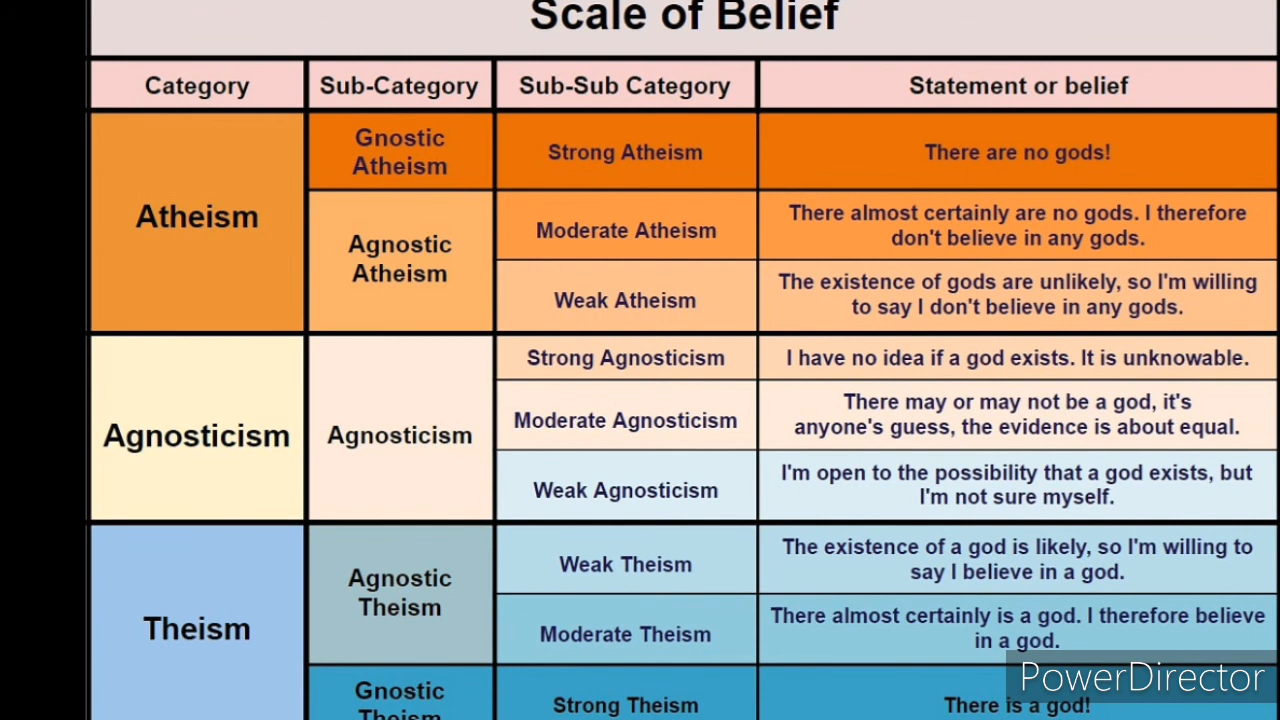 Scale of Belief
Category
Sub-Category
Sub-Sub Category
Statement or belief
Atheism
Gnostic
Atheism
Strong Atheism
There are no gods!
Agnostic
Atheism
Moderate Atheism
There almost certainly are no gods. I therefore
don't believe in any gods.
Weak Atheism
The existence of gods are unlikely, so I'm willing
to say I don't believe in any gods.
Agnosticism
Agnosticism
Strong Agnosticism
I have no idea if a god exists. It is unknowable.
Moderate Agnosticism
There may or may not be a god, it's
anyone's guess, the evidence is about equal.
Weak Agnosticism
I'm open to the possibility that a god exists, but
I'm not sure myself.
Theism
Agnostic
Theism
Weak Theism
The existence of a god is likely, so I'm willing to
say I believe in a god.
Moderate Theism
There almost certainly is a god. I therefore believe
in a god.
Gnostic
Theism
Strong Theism
There is a god!
PowerDirector